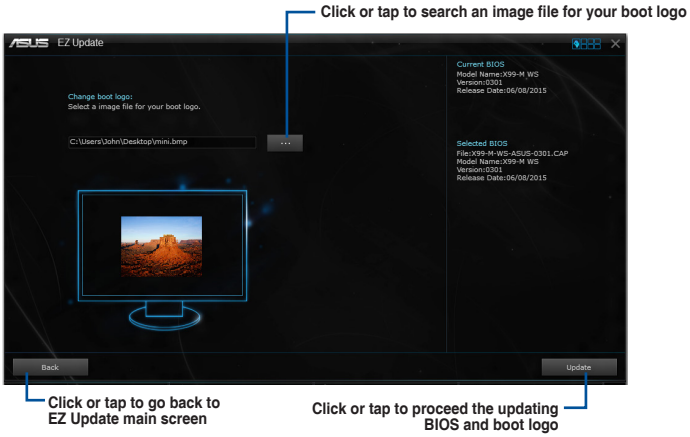 Click or tap to search an image file for your boot logo
ASUS EZ Update
Change boot logo:
Select a image file for your boot logo.
C:\Users\John\Desktop\mini.bmp
...
Current BIOS
Model Name:X99-M WS
Version:0301
Release Date:06/08/2015
Selected BIOS
File:X99-M-WS-ASUS-0301.CAP
Model Name:X99-M WS
Version:0301
Release Date:06/08/2015
Back
Update
Click or tap to go back to
EZ Update main screen
Click or tap to proceed the updating
BIOS and boot logo